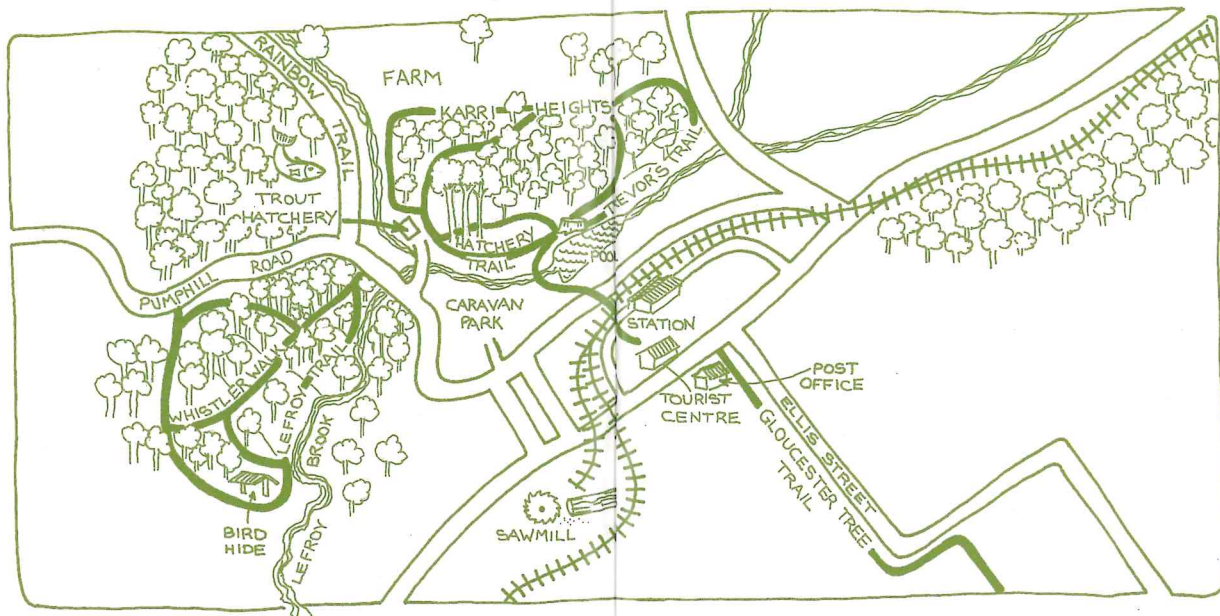 RAINBOW TRAIL
FARM
KARRI HEIGHTS
TREVOR'S TRAIL
TROUT
HATCHERY
HATCHERY
TRAIL
POOL
PUMPHILL ROAD
CARAVAN
PARK
STATION
WHISTLER WALK
LEFROY TRAIL
LEFROY BROOK
TOURIST
CENTRE
POST
OFFICE
ELLIS STREET
GLOUCESTER TREE
TRAIL
BIRD
HIDE
SAWMILL